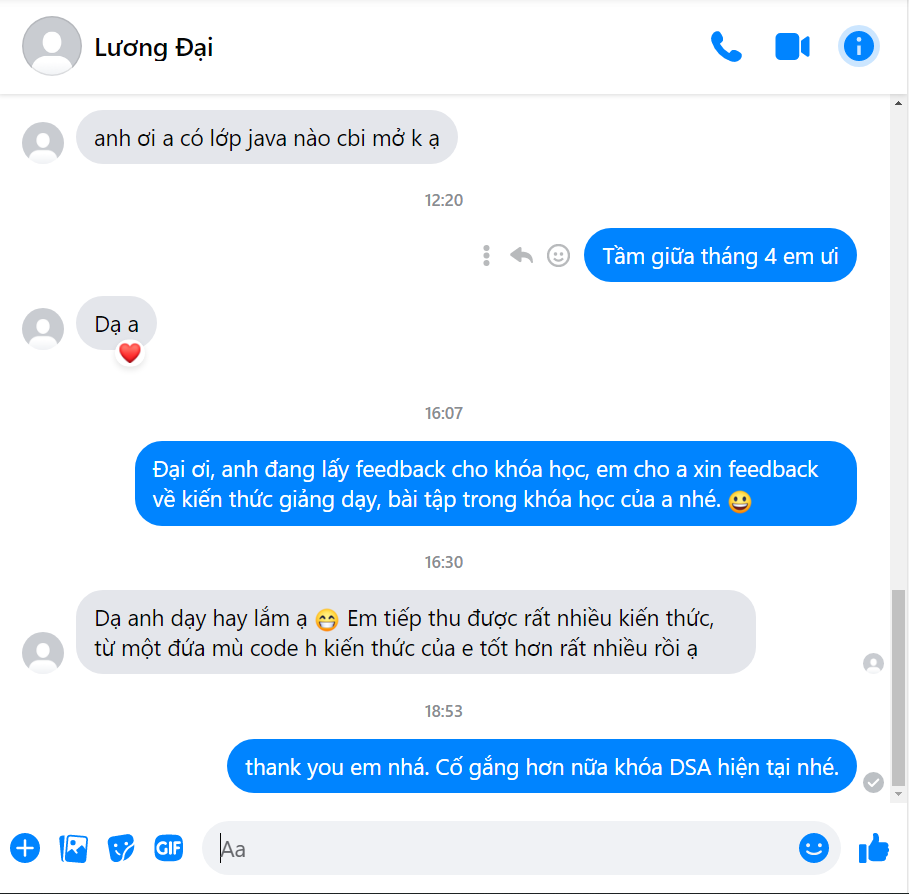 Lương Đại
anh ơi a có lớp java nào cbi mở k ạ
12:20
Tầm giữa tháng 4 em ưi
Dạ a
16:07
Đại ơi, anh đang lấy feedback cho khóa học, em cho a xin feedback
về kiến thức giảng dạy, bài tập trong khóa học của a nhé. 😀
16:30
Dạ anh dạy hay lắm ạ 😁 Em tiếp thu được rất nhiều kiến thức,
từ một đứa mù code h kiến thức của e tốt hơn rất nhiều rồi ạ
18:53
thank you em nhá. Cố gắng hơn nữa khóa DSA hiện tại nhé.
GIF
Aa